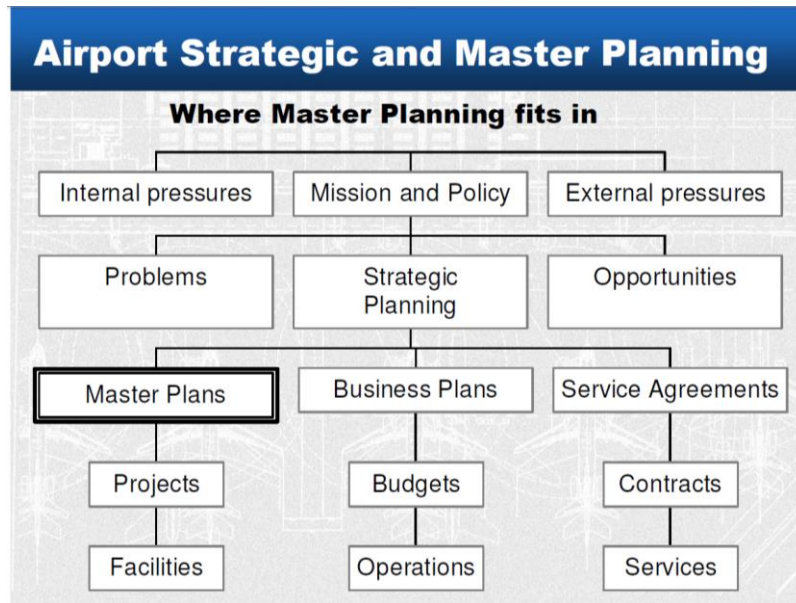 Airport Strategic and Master Planning
Where Master Planning fits in
Internal pressures
Mission and Policy
External pressures
Problems
Strategic
Planning
Opportunities
Master Plans
Business Plans
Service Agreements
Projects
Budgets
Contracts
Facilities
Operations
Services